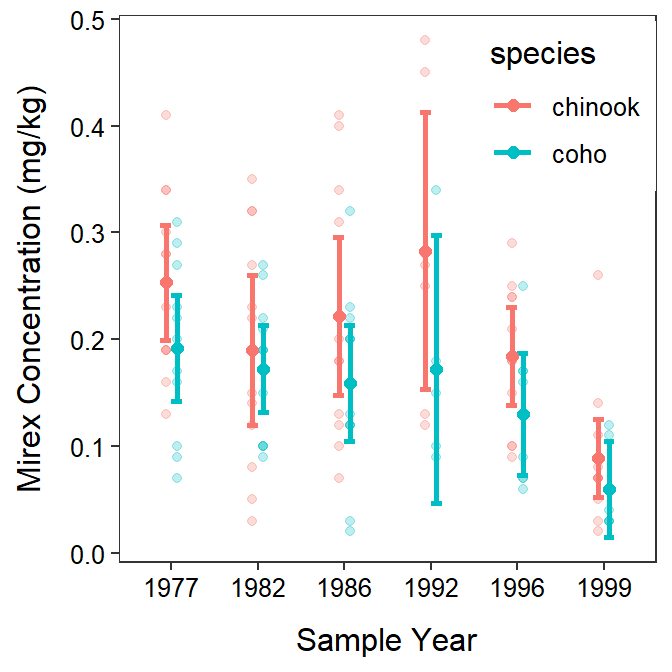 0.5
0.4
0.3
0.2
0.1
0.0
Mirex Concentration (mg/kg)
species
chinook
coho
1977 1982 1986 1992 1996 1999
Sample Year